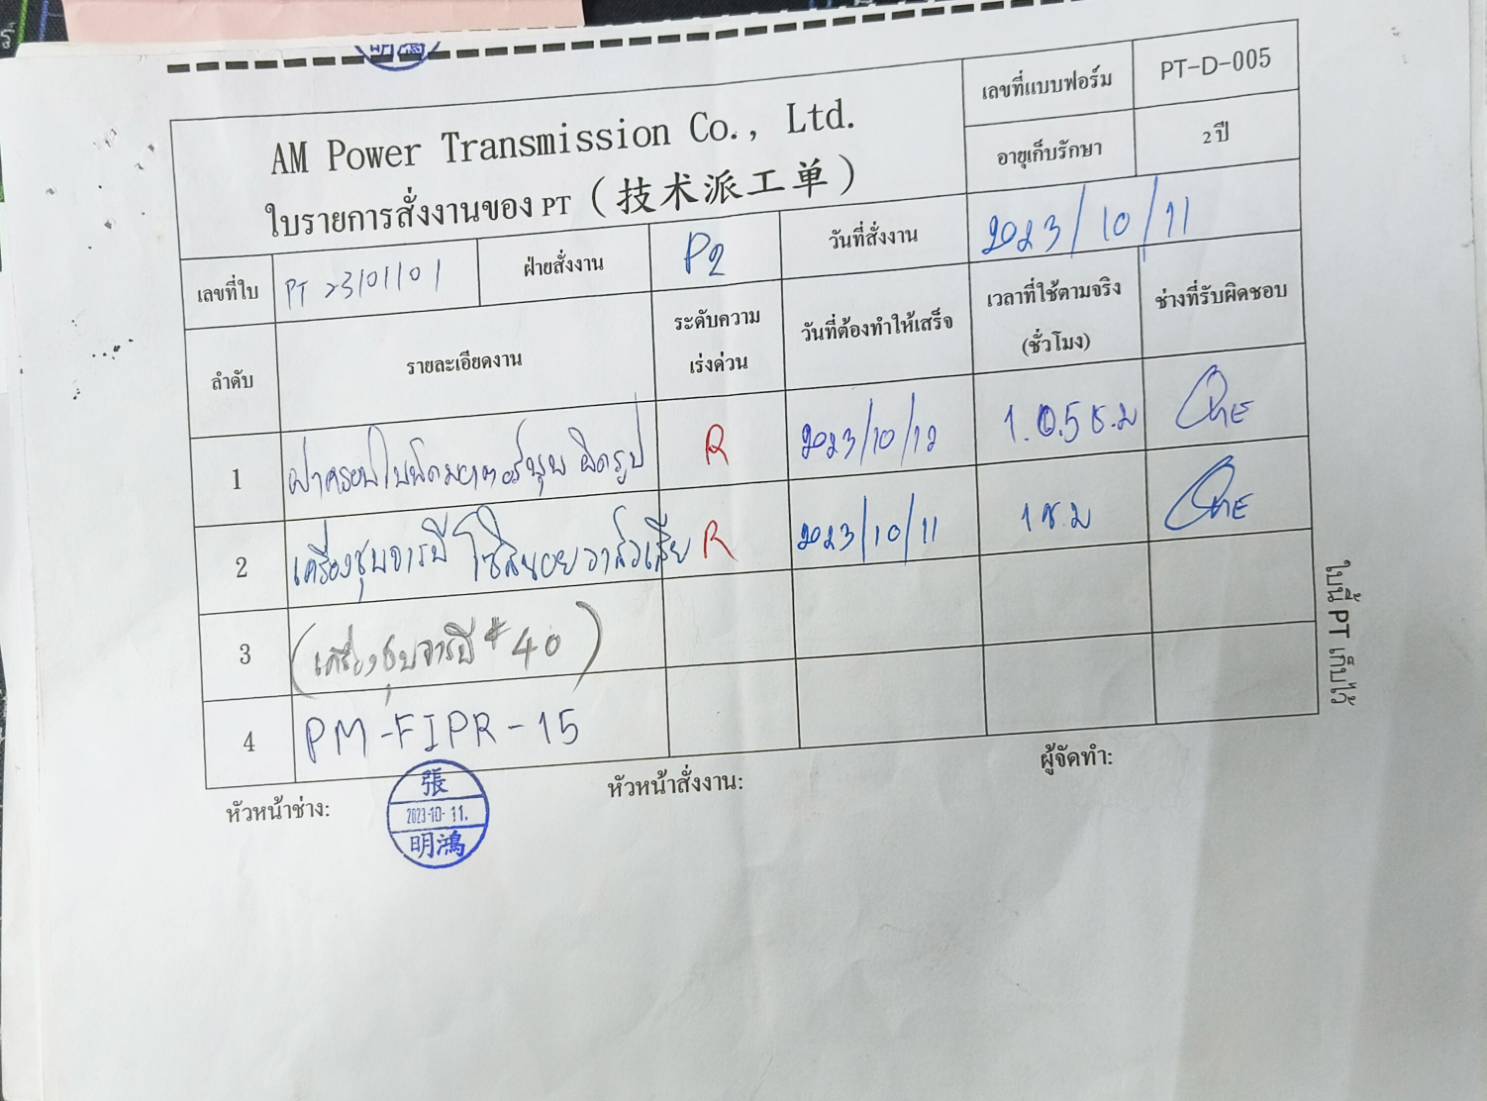 明鴻
AM Power Transmission Co., Ltd.
ใบรายการสั่งงานของ PT (技术派工单)
เลขที่แบบฟอร์ม PT-D-005
อายุเก็บรักษา 2 ปี
เลขที่ใบ PT 23101101 ฝ่ายสั่งงาน P2 วันที่สั่งงาน 2023/10/11
ลำดับ รายละเอียดงาน ระดับความเร่งด่วน วันที่ต้องทำให้เสร็จ เวลาที่ใช้ตามจริง (ชั่วโมง) ช่างที่รับผิดชอบ
1 ฝาครอบใบพัดมอเตอร์บุบ ผิดรูป R 2023/10/12 1.0.5 ช.ม
2 เครื่องชุบจารบี โซลินอยวาล์วเสีย R 2023/10/11 1 ช.ม
3 (เครื่องชุบจารบี #40)
4 PM-FIPR-15
หัวหน้าช่าง: หัวหน้าสั่งงาน: ผู้จัดทำ:
張
2023-10-11.
明鴻
ใบนี้ PT เก็บไว้